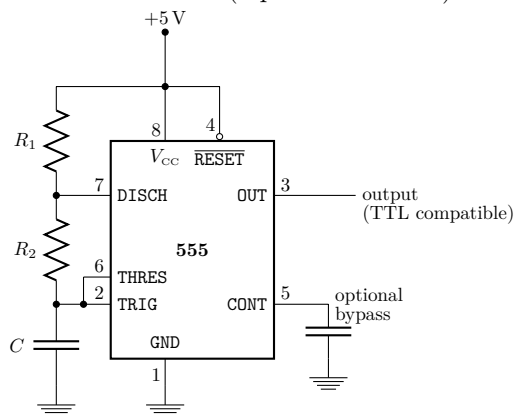 +5 V
8
4
R1
VCC
RESET
7
DISCH
OUT
3
output
(TTL compatible)
R2
555
6
THRES
2
TRIG
CONT
5
optional
bypass
C
GND
1